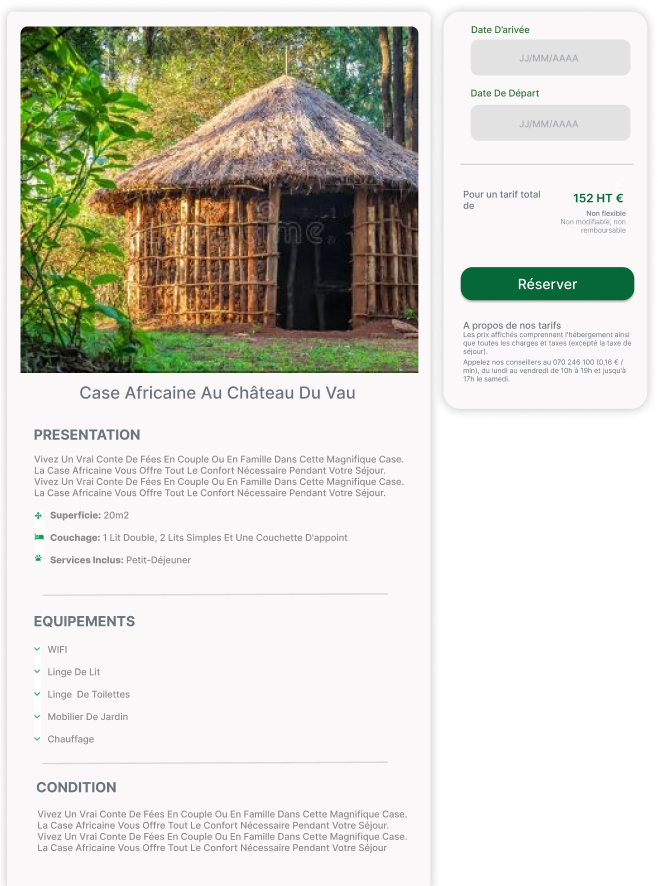 Case Africaine Au Château Du Vau
PRESENTATION
Vivez Un Vrai Conte De Fées En Couple Ou En Famille Dans Cette Magnifique Case.
La Case Africaine Vous Offre Tout Le Confort Nécessaire Pendant Votre Séjour.
Vivez Un Vrai Conte De Fées En Couple Ou En Famille Dans Cette Magnifique Case.
La Case Africaine Vous Offre Tout Le Confort Nécessaire Pendant Votre Séjour.
Superficie: 20m2
Couchage: 1 Lit Double, 2 Lits Simples Et Une Couchette D'appoint
Services Inclus: Petit-Déjeuner
EQUIPEMENTS
WIFI
Linge De Lit
Linge De Toilettes
Mobilier De Jardin
Chauffage
CONDITION
Vivez Un Vrai Conte De Fées En Couple Ou En Famille Dans Cette Magnifique Case.
La Case Africaine Vous Offre Tout Le Confort Nécessaire Pendant Votre Séjour.
Vivez Un Vrai Conte De Fées En Couple Ou En Famille Dans Cette Magnifique Case.
La Case Africaine Vous Offre Tout Le Confort Nécessaire Pendant Votre Séjour
Date D'arivée
JJ/MM/AAAA
Date De Départ
JJ/MM/AAAA
Pour un tarif total
de
152 HT €
Non flexible
Non modifiable, non
remboursable
Réserver
A propos de nos tarifs
Les prix affichés comprennent l'hébergement ainsi
que toutes les charges et taxes (excepté la taxe de
séjour).
Appelez nos conseillers au 070 246 100 (0,16 € /
min), du lundi au vendredi de 10h à 19h et jusqu'à
17h le samedi.